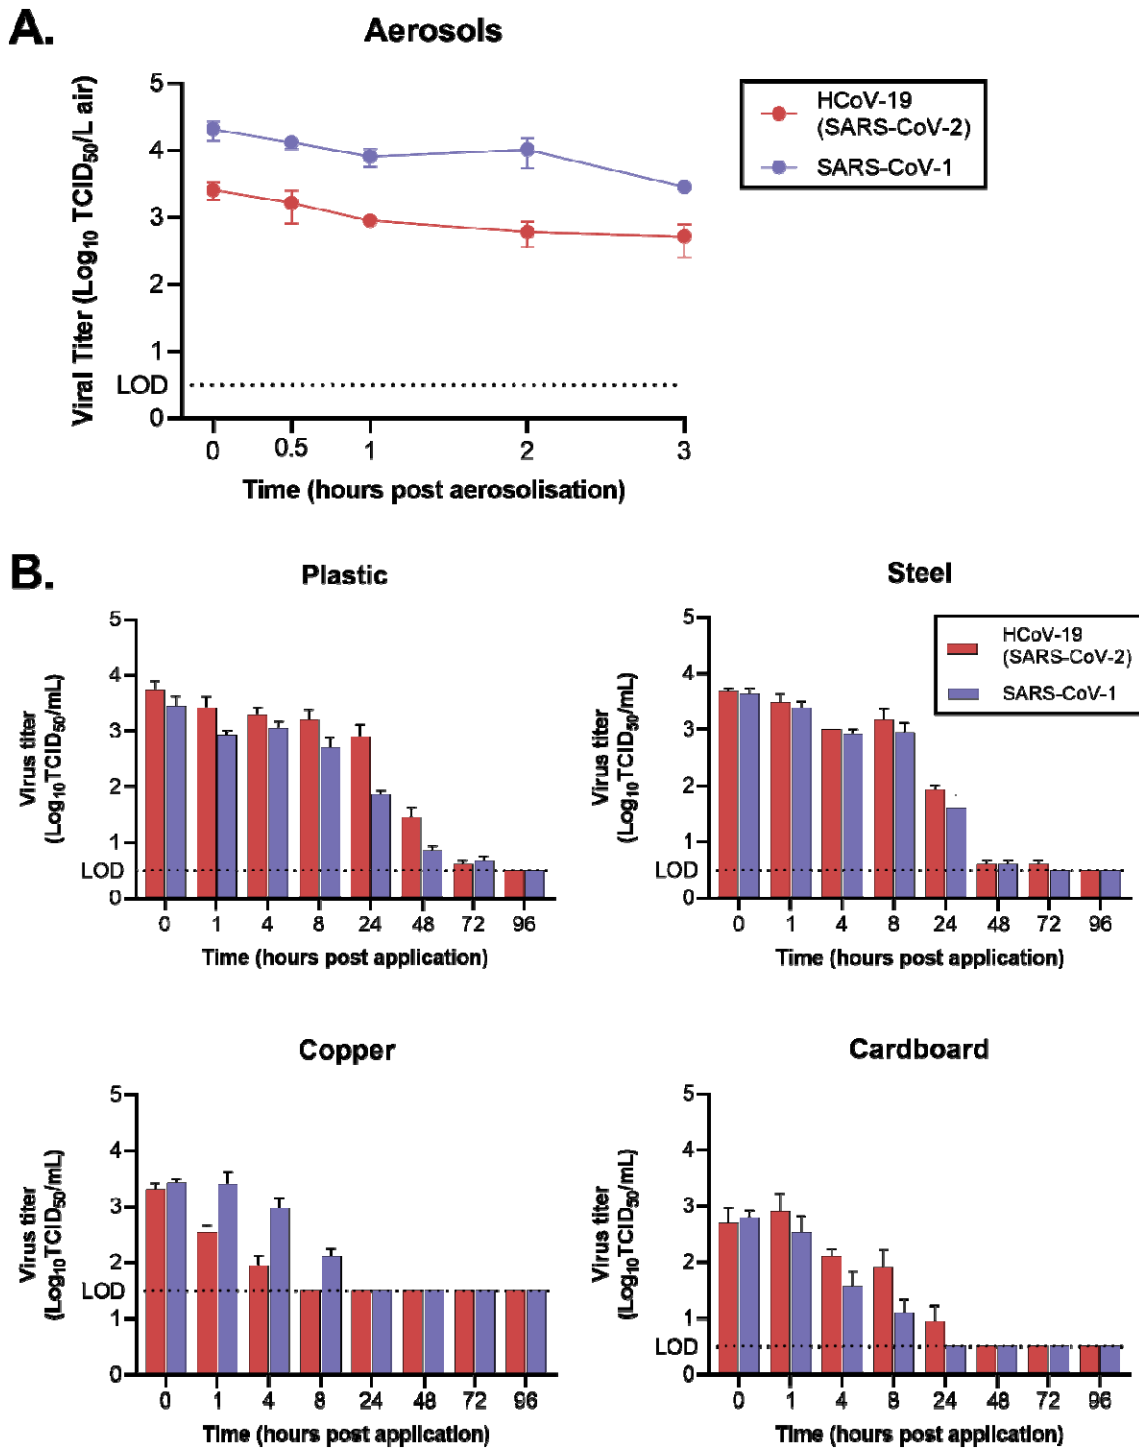 A.
Aerosols
Viral Titer (Log10 TCID50/L air)
5
4
3
2
1
LOD
0
0 0.5 1 2 3
Time (hours post aerosolisation)
HCoV-19
(SARS-CoV-2)
SARS-CoV-1
B.
Plastic
Virus titer
(Log10TCID50/mL)
5
4
3
2
1
LOD
0
0 1 4 8 24 48 72 96
Time (hours post application)
Steel
Virus titer
(Log10TCID50/mL)
5
4
3
2
1
LOD
0
0 1 4 8 24 48 72 96
Time (hours post application)
HCoV-19
(SARS-CoV-2)
SARS-CoV-1
Copper
Virus titer
(Log10TCID50/mL)
5
4
3
2
LOD
1
0
0 1 4 8 24 48 72 96
Time (hours post application)
Cardboard
Virus titer
(Log10TCID50/mL)
5
4
3
2
1
LOD
0
0 1 4 8 24 48 72 96
Time (hours post application)